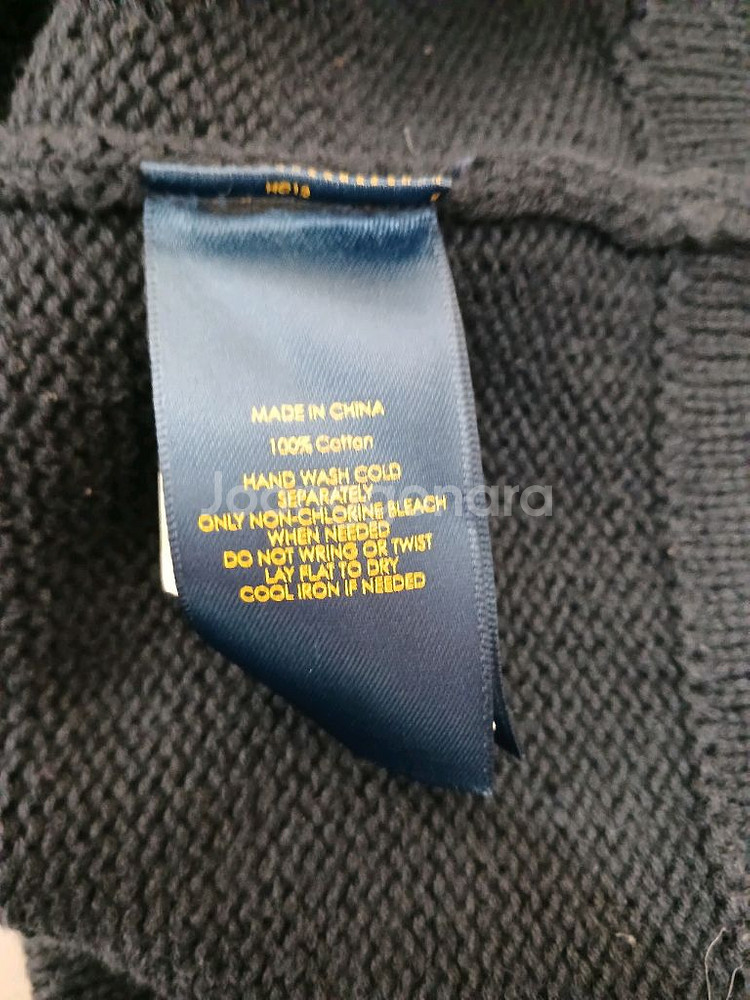 HO18
MADE IN CHINA
100% Cotton
HAND WASH COLD
SEPARATELY
ONLY NON-CHLORINE BLEACH
WHEN NEEDED
DO NOT WRING OR TWIST
LAY FLAT TO DRY
COOL IRON IF NEEDED